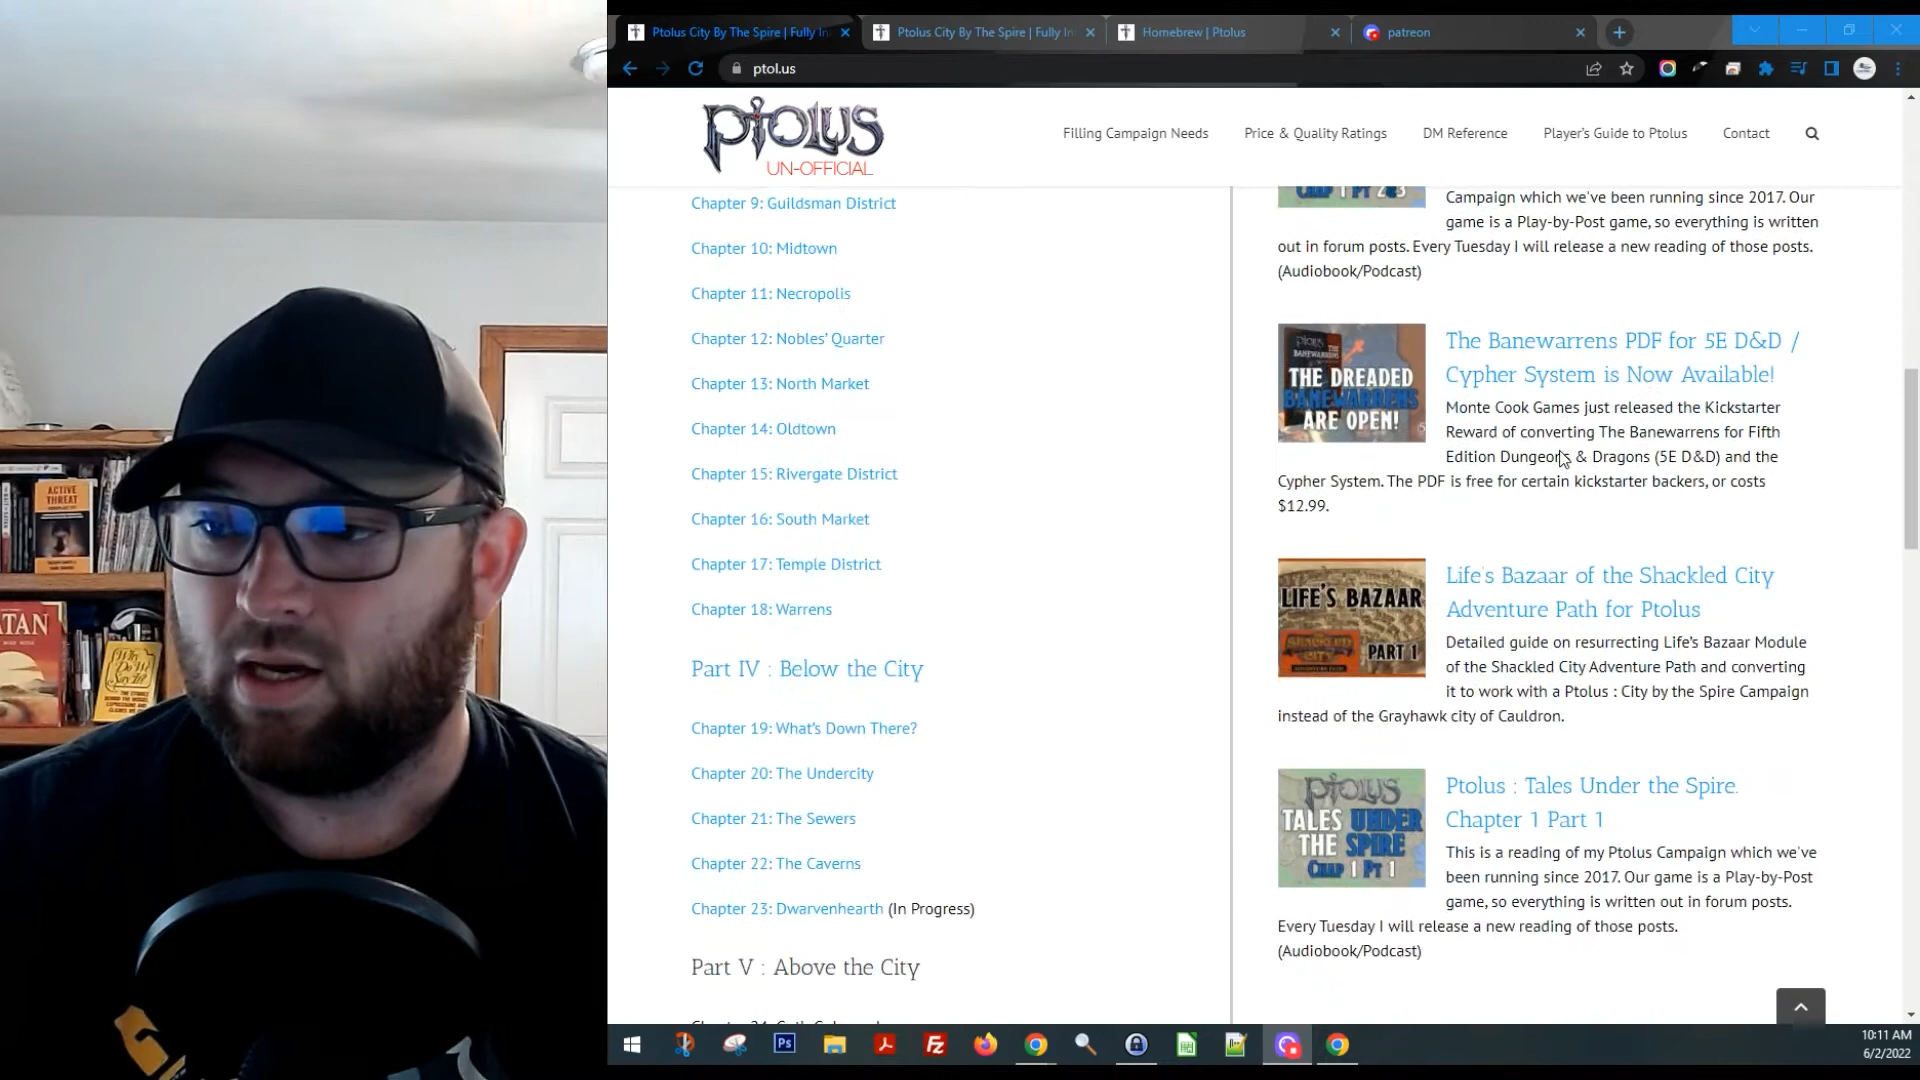 Ptolus City By The Spire | Fully In
Ptolus City By The Spire | Fully In
Homebrew | Ptolus
patreon
ptol.us
PTOLUS
UN-OFFICIAL
Filling Campaign Needs
Price & Quality Ratings
DM Reference
Player's Guide to Ptolus
Contact
Chapter 9: Guildsman District
Chapter 10: Midtown
Chapter 11: Necropolis
Chapter 12: Nobles' Quarter
Chapter 13: North Market
Chapter 14: Oldtown
Chapter 15: Rivergate District
Chapter 16: South Market
Chapter 17: Temple District
Chapter 18: Warrens
Part IV : Below the City
Chapter 19: What's Down There?
Chapter 20: The Undercity
Chapter 21: The Sewers
Chapter 22: The Caverns
Chapter 23: Dwarvenhearth (In Progress)
Part V : Above the City
Campaign which we've been running since 2017. Our
game is a Play-by-Post game, so everything is written
out in forum posts. Every Tuesday I will release a new reading of those posts.
(Audiobook/Podcast)
PTOLUS THE
BANEWARRENS
THE DREADED
BANEWARRENS
ARE OPEN!
The Banewarrens PDF for 5E D&D /
Cypher System is Now Available!
Monte Cook Games just released the Kickstarter
Reward of converting The Banewarrens for Fifth
Edition Dungeons & Dragons (5E D&D) and the
Cypher System. The PDF is free for certain kickstarter backers, or costs
$12.99.
LIFE'S BAZAAR
SHACKLED
CITY
PART 1
Life's Bazaar of the Shackled City
Adventure Path for Ptolus
Detailed guide on resurrecting Life's Bazaar Module
of the Shackled City Adventure Path and converting
it to work with a Ptolus : City by the Spire Campaign
instead of the Grayhawk city of Cauldron.
PTOLUS
TALES UNDER
THE SPIRE
CHAP 1 PT 1
Ptolus : Tales Under the Spire.
Chapter 1 Part 1
This is a reading of my Ptolus Campaign which we've
been running since 2017. Our game is a Play-by-Post
game, so everything is written out in forum posts.
Every Tuesday I will release a new reading of those posts.
(Audiobook/Podcast)
ACTIVE
THREAT
ATAN
Why Do We
Say It?
Ps
Fz
10:11 AM
6/2/2022